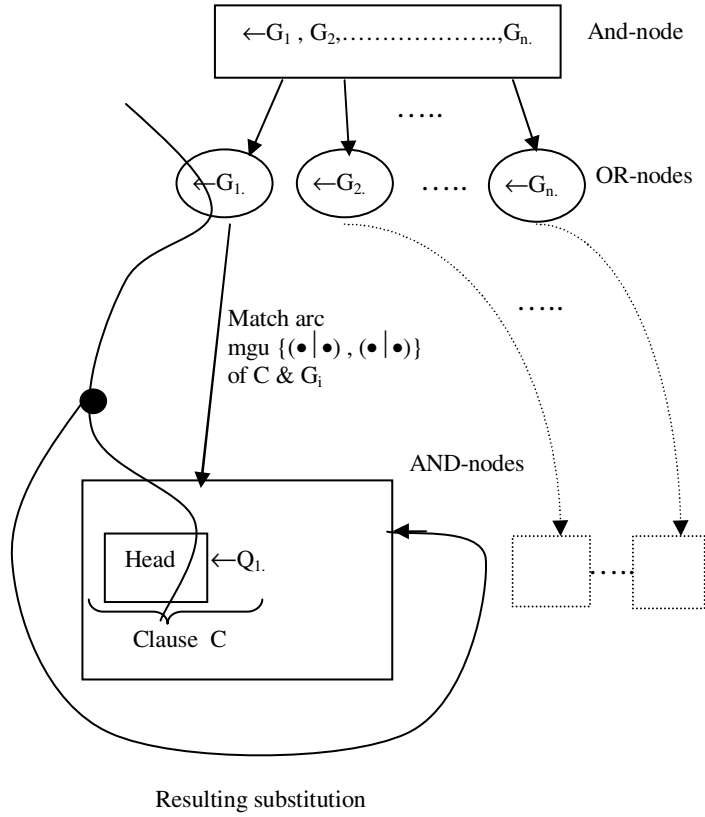 ←G₁ , G₂,………………..,Gₙ.
And-node
…..
←G₁.
←G₂.
…..
←Gₙ.
OR-nodes
…..
Match arc
mgu {(●|●) , (●|●)}
of C & Gᵢ
AND-nodes
Head
←Q₁.
…..
Clause C
Resulting substitution